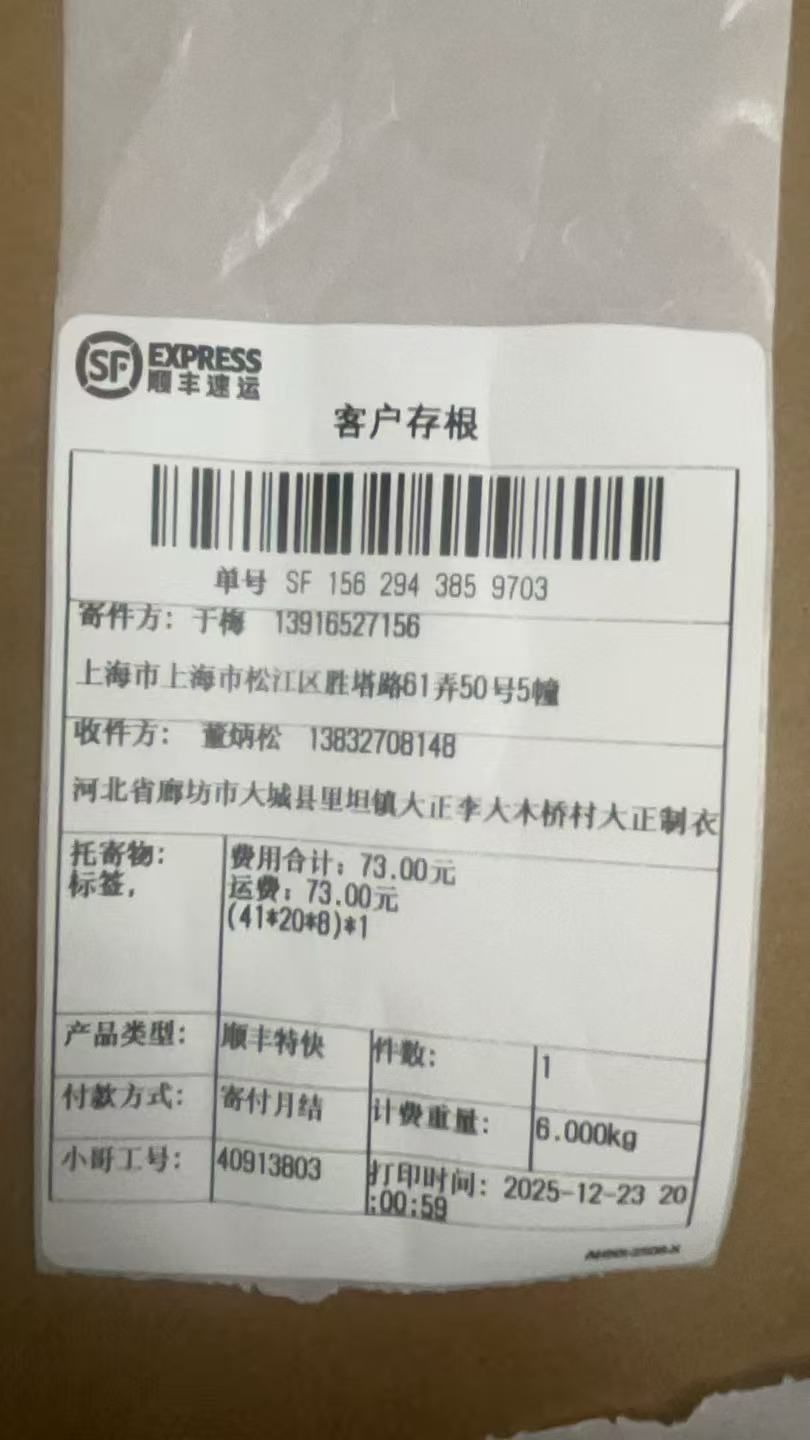 SF EXPRESS
顺丰速运
客户存根
单号 SF 156 294 385 9703
寄件方：于梅 13916527156
上海市上海市松江区胜塔路61弄50号5幢
收件方： 董炳松 13832708148
河北省廊坊市大城县里坦镇大正李大木桥村大正制衣
托寄物： 费用合计：73.00元
标签， 运费：73.00元
(41*20*8)*1
产品类型： 顺丰特快 件数： 1
付款方式： 寄付月结 计费重量： 6.000kg
小哥工号： 40913803 打印时间：2025-12-23 20
:00:59